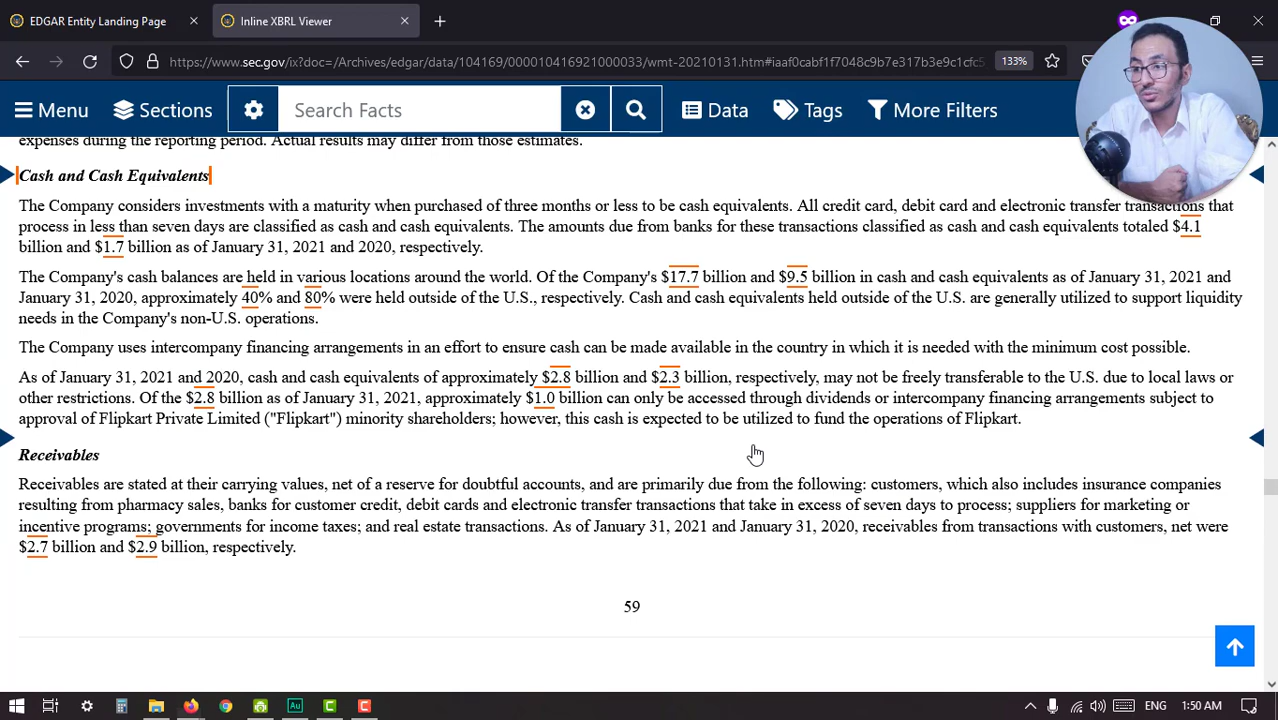 EDGAR Entity Landing Page
Inline XBRL Viewer
https://www.sec.gov/ix?doc=/Archives/edgar/data/104169/000010416921000033/wmt-20210131.htm#iaaf0cabf1f7048c9b7e317b3e9c1cfc5
133%
Menu Sections Search Facts Data Tags More Filters
expenses during the reporting period. Actual results may differ from those estimates.
Cash and Cash Equivalents
The Company considers investments with a maturity when purchased of three months or less to be cash equivalents. All credit card, debit card and electronic transfer transactions that
process in less than seven days are classified as cash and cash equivalents. The amounts due from banks for these transactions classified as cash and cash equivalents totaled $4.1
billion and $1.7 billion as of January 31, 2021 and 2020, respectively.
The Company's cash balances are held in various locations around the world. Of the Company's $17.7 billion and $9.5 billion in cash and cash equivalents as of January 31, 2021 and
January 31, 2020, approximately 40% and 80% were held outside of the U.S., respectively. Cash and cash equivalents held outside of the U.S. are generally utilized to support liquidity
needs in the Company's non-U.S. operations.
The Company uses intercompany financing arrangements in an effort to ensure cash can be made available in the country in which it is needed with the minimum cost possible.
As of January 31, 2021 and 2020, cash and cash equivalents of approximately $2.8 billion and $2.3 billion, respectively, may not be freely transferable to the U.S. due to local laws or
other restrictions. Of the $2.8 billion as of January 31, 2021, approximately $1.0 billion can only be accessed through dividends or intercompany financing arrangements subject to
approval of Flipkart Private Limited ("Flipkart") minority shareholders; however, this cash is expected to be utilized to fund the operations of Flipkart.
Receivables
Receivables are stated at their carrying values, net of a reserve for doubtful accounts, and are primarily due from the following: customers, which also includes insurance companies
resulting from pharmacy sales, banks for customer credit, debit cards and electronic transfer transactions that take in excess of seven days to process; suppliers for marketing or
incentive programs; governments for income taxes; and real estate transactions. As of January 31, 2021 and January 31, 2020, receivables from transactions with customers, net were
$2.7 billion and $2.9 billion, respectively.
59
Au
C
C
ENG
1:50 AM